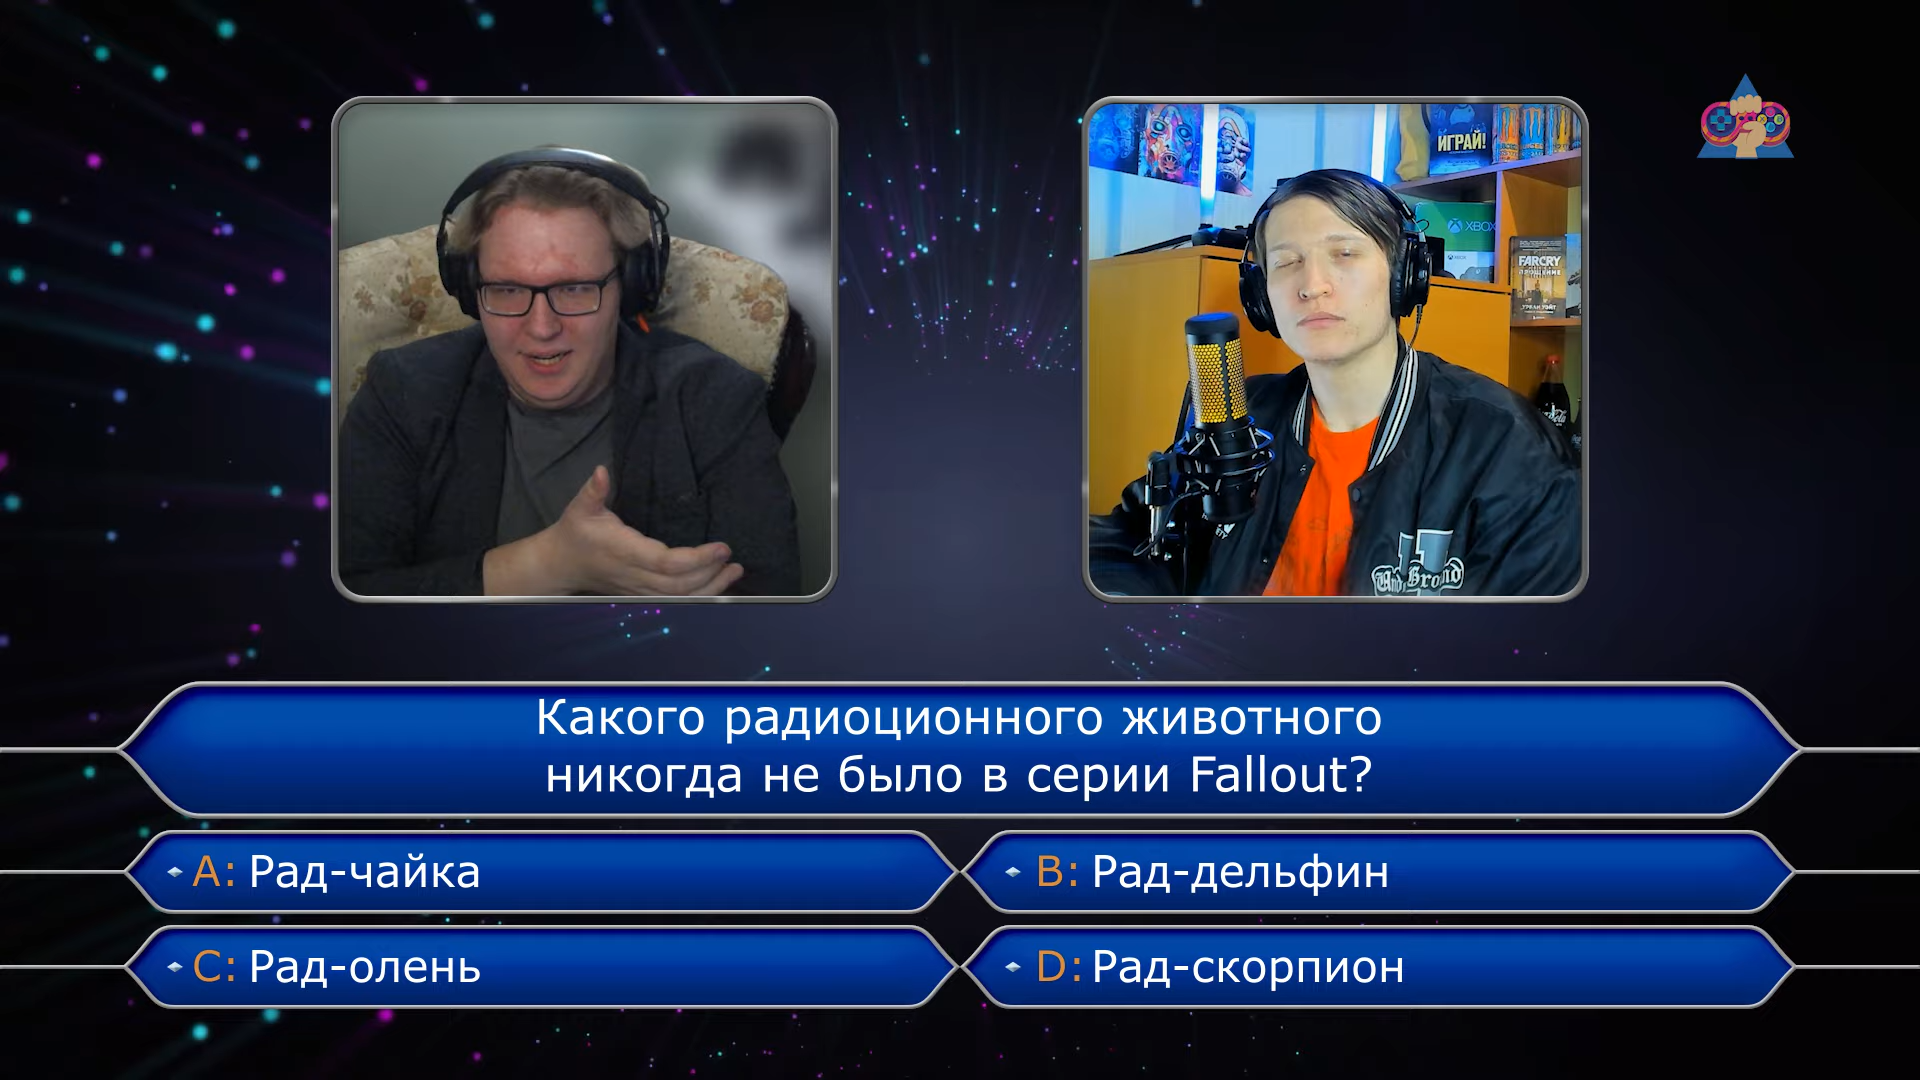 ИГРАЙ!
XBOX
FARCRY
Какого радиоционного животного
никогда не было в серии Fallout?
A: Рад-чайка
B: Рад-дельфин
C: Рад-олень
D: Рад-скорпион